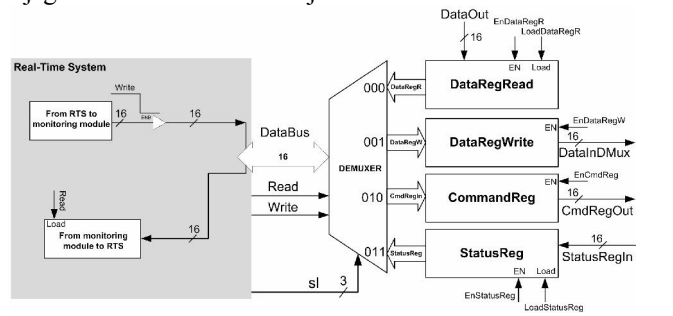 DataOut
EnDataRegR
LoadDataRegR
16
EN Load
DataRegRead
Real-Time System
Write
ENB
From RTS to
monitoring module
16
16
DataBus
16
Read
Write
Read
Load
From monitoring
module to RTS
16
sl
3
DEMUXER
000
DataRegR
001
DataRegW
010
CmdRegIn
011
StatusReg
DataRegWrite
EN
EnDataRegW
16
DataInDMux
CommandReg
EN
EnCmdReg
16
CmdRegOut
StatusReg
16
StatusRegIn
EN Load
EnStatusReg
LoadStatusReg